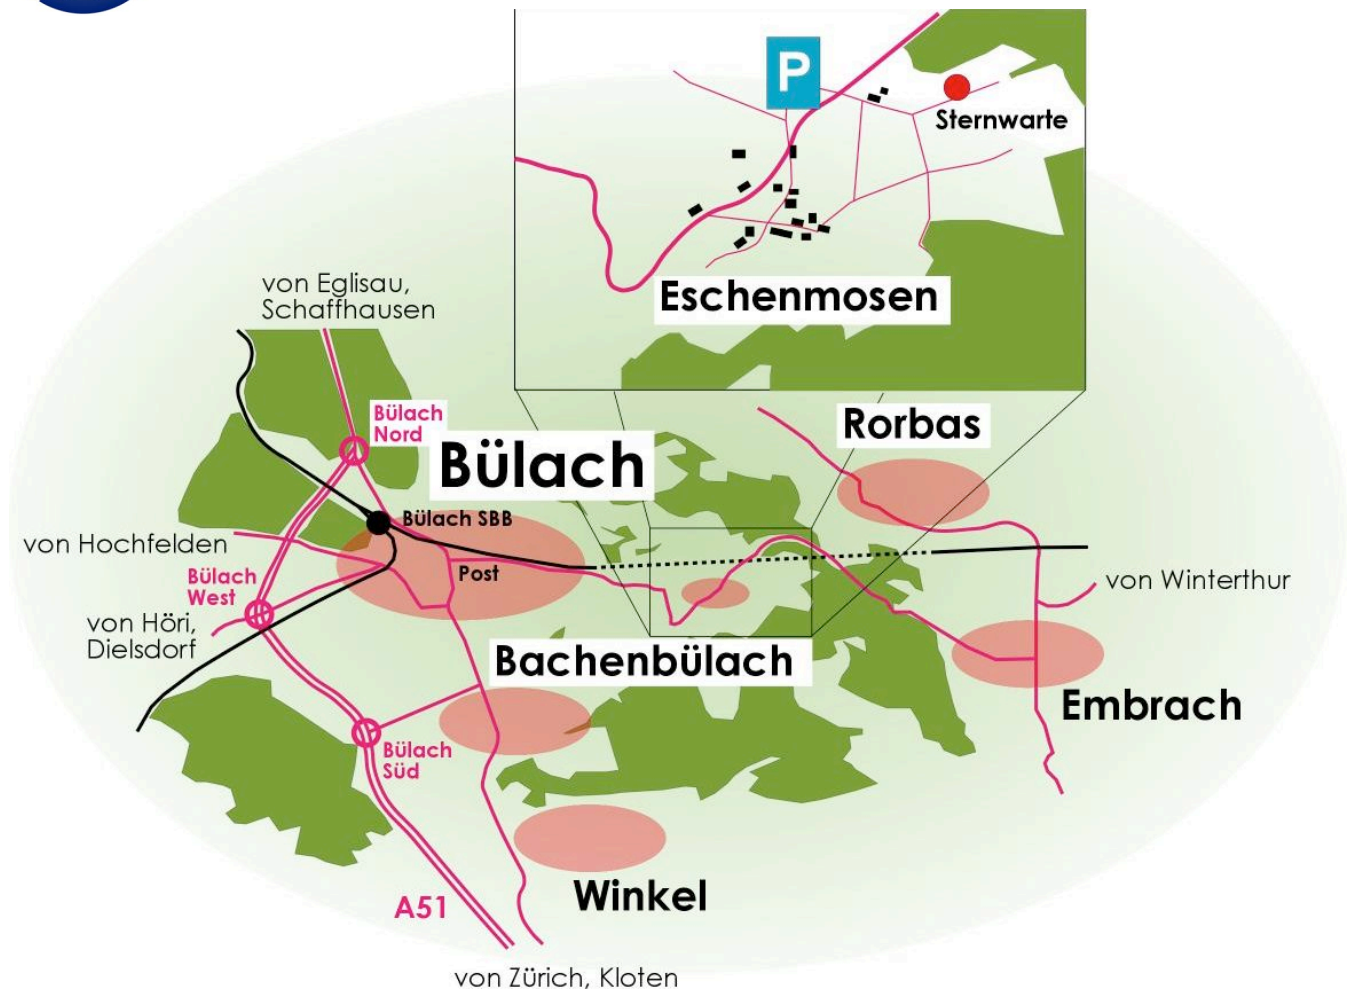 P
Sternwarte
Eschenmosen
von Eglisau,
Schaffhausen
Bülach
Nord
Bülach
Rorbas
Bülach SBB
von Hochfelden
Post
Bülach
West
von Winterthur
von Höri,
Dielsdorf
Bachenbülach
Embrach
Bülach
Süd
Winkel
A51
von Zürich, Kloten